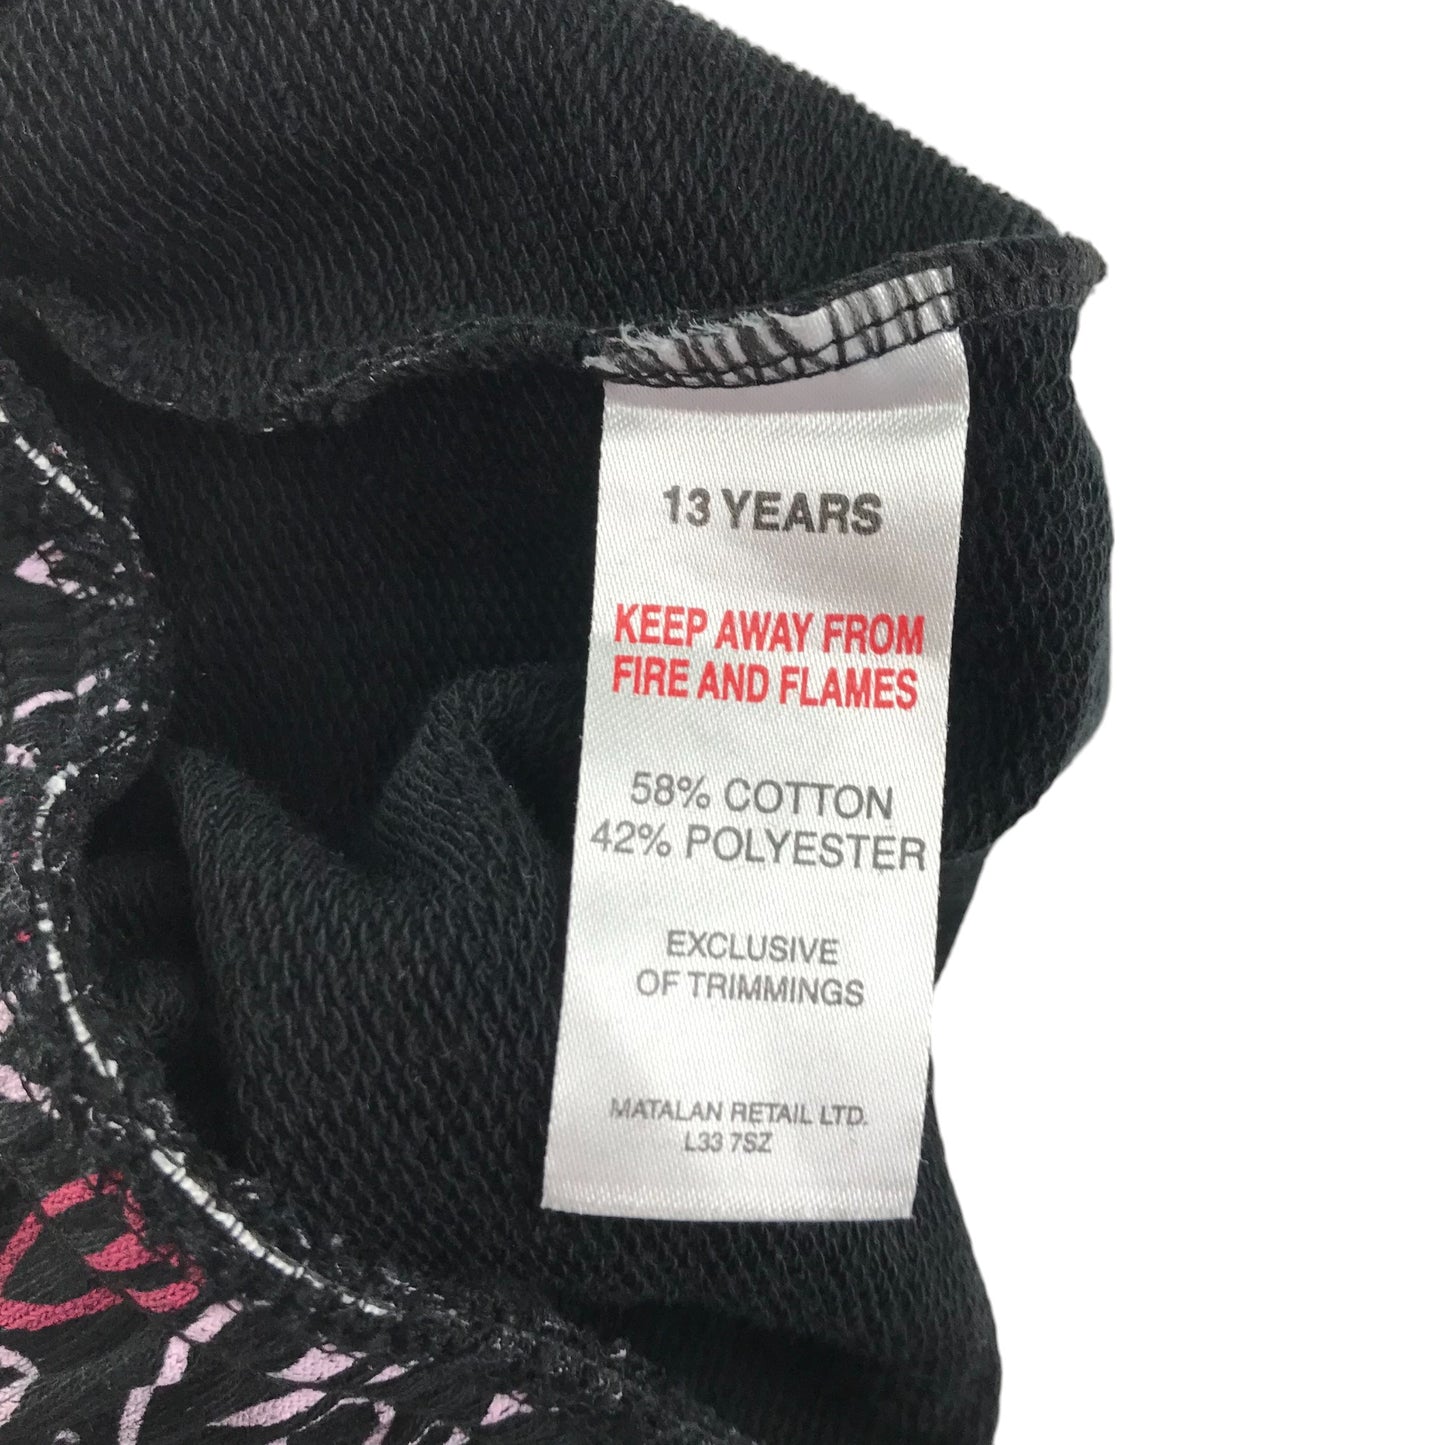 13 YEARS
KEEP AWAY FROM
FIRE AND FLAMES
58% COTTON
42% POLYESTER
EXCLUSIVE
OF TRIMMINGS
MATALAN RETAIL LTD.
L33 7SZ